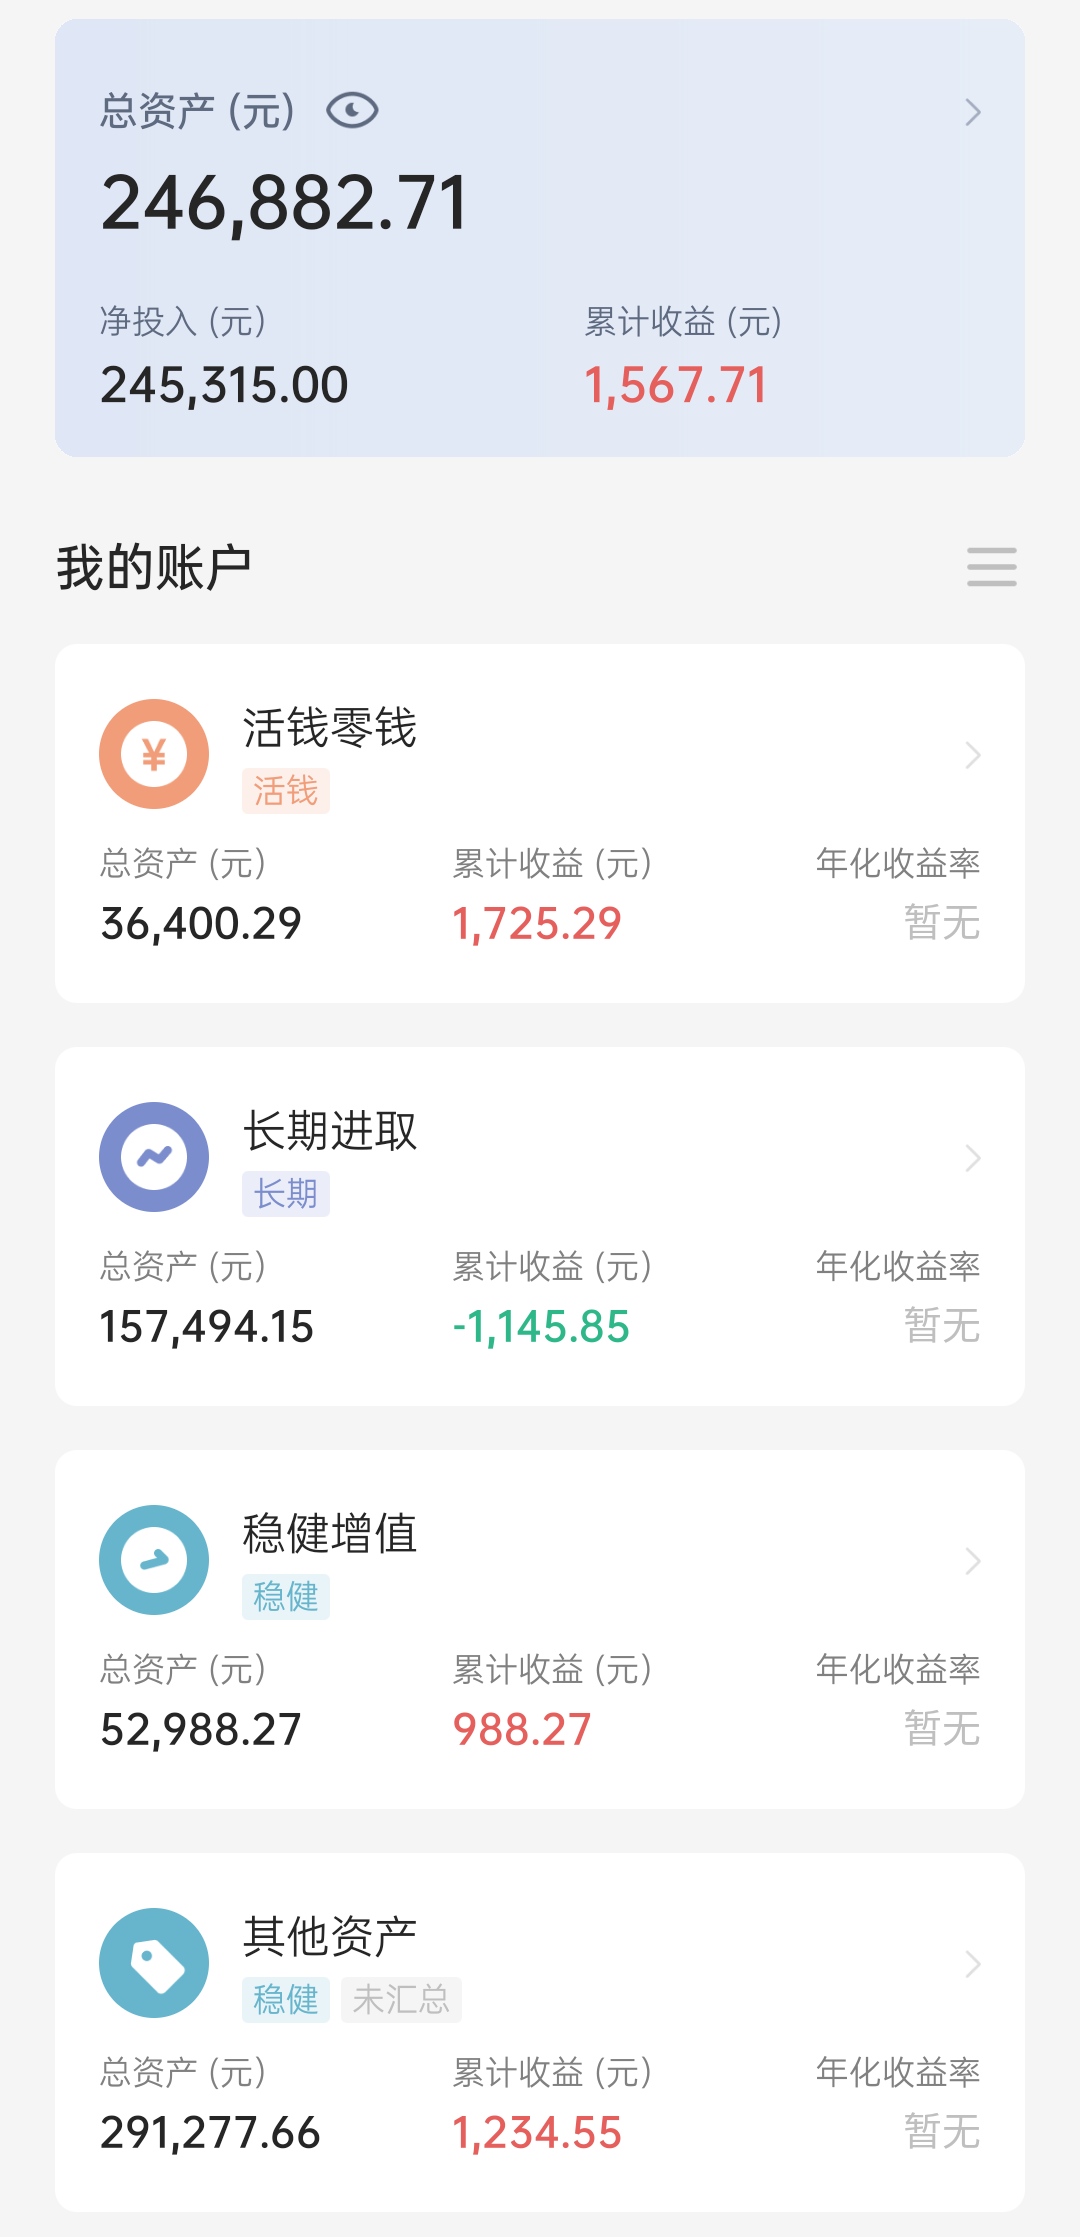 总资产 (元)
246,882.71
净投入 (元) 累计收益 (元)
245,315.00 1,567.71
我的账户
活钱零钱
活钱
总资产 (元) 累计收益 (元) 年化收益率
36,400.29 1,725.29 暂无
长期进取
长期
总资产 (元) 累计收益 (元) 年化收益率
157,494.15 -1,145.85 暂无
稳健增值
稳健
总资产 (元) 累计收益 (元) 年化收益率
52,988.27 988.27 暂无
其他资产
稳健 未汇总
总资产 (元) 累计收益 (元) 年化收益率
291,277.66 1,234.55 暂无